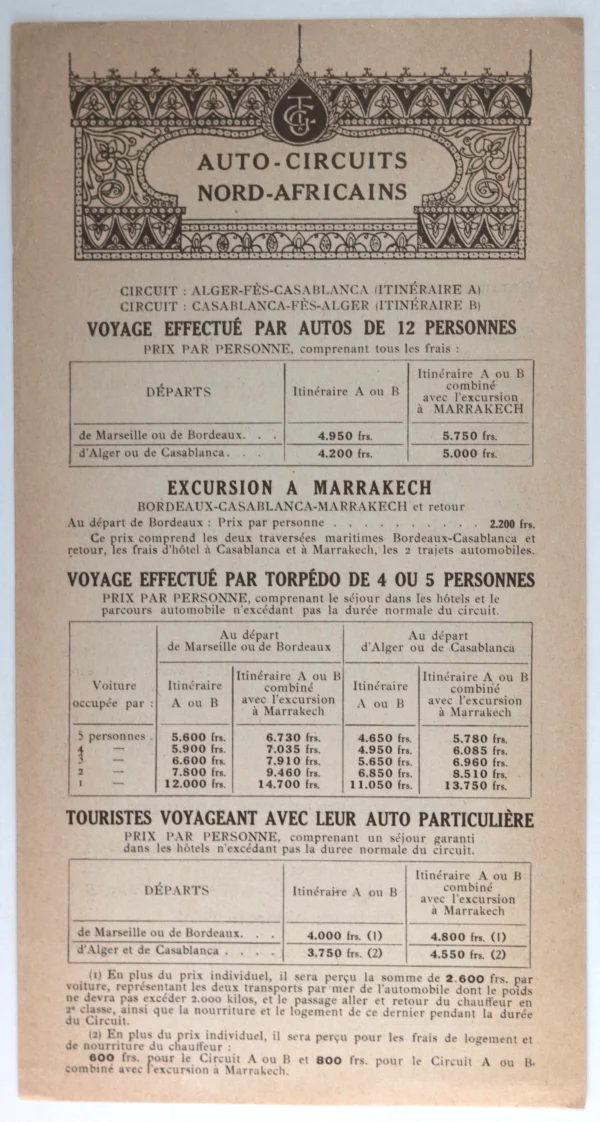 TCG
AUTO-CIRCUITS
NORD-AFRICAINS
CIRCUIT : ALGER-FÈS-CASABLANCA (ITINÉRAIRE A)
CIRCUIT : CASABLANCA-FÈS-ALGER (ITINÉRAIRE B)
VOYAGE EFFECTUÉ PAR AUTOS DE 12 PERSONNES
PRIX PAR PERSONNE, comprenant tous les frais :
DÉPARTS
Itinéraire A ou B
Itinéraire A ou B
combiné
avec l'excursion
à MARRAKECH
de Marseille ou de Bordeaux. . . 4.950 frs. 5.750 frs.
d'Alger ou de Casablanca. . . 4.200 frs. 5.000 frs.
EXCURSION A MARRAKECH
BORDEAUX-CASABLANCA-MARRAKECH et retour
Au départ de Bordeaux : Prix par personne . . . . . . . . . . 2.200 frs.
Ce prix comprend les deux traversées maritimes Bordeaux-Casablanca et
retour, les frais d'hôtel à Casablanca et à Marrakech, les 2 trajets automobiles.
VOYAGE EFFECTUÉ PAR TORPÉDO DE 4 OU 5 PERSONNES
PRIX PAR PERSONNE, comprenant le séjour dans les hôtels et le
parcours automobile n'excédant pas la durée normale du circuit.
Voiture
occupée par :
Au départ
de Marseille ou de Bordeaux
Au départ
d'Alger ou de Casablanca
Itinéraire
A ou B
Itinéraire A ou B
combiné
avec l'excursion
à Marrakech
Itinéraire
A ou B
Itinéraire A ou B
combiné
avec l'excursion
à Marrakech
5 personnes . 5.600 frs. 6.730 frs. 4.650 frs. 5.780 frs.
4 — 5.900 frs. 7.035 frs. 4.950 frs. 6.085 frs.
3 — 6.600 frs. 7.910 frs. 5.650 frs. 6.960 frs.
2 — 7.800 frs. 9.460 frs. 6.850 frs. 8.510 frs.
1 — 12.000 frs. 14.700 frs. 11.050 frs. 13.750 frs.
TOURISTES VOYAGEANT AVEC LEUR AUTO PARTICULIÈRE
PRIX PAR PERSONNE, comprenant un séjour garanti
dans les hôtels n'excédant pas la duree normale du circuit.
DÉPARTS
Itinéraire A ou B
Itinéraire A ou B
combiné
avec l'excursion
à Marrakech
de Marseille ou de Bordeaux. . . 4.000 frs. (1) 4.800 frs. (1)
d'Alger et de Casablanca . . . . 3.750 frs. (2) 4.550 frs. (2)
(1) En plus du prix individuel, il sera perçu la somme de 2.600 frs. par
voiture, représentant les deux transports par mer de l'automobile dont le poids
ne devra pas excéder 2.000 kilos, et le passage aller et retour du chauffeur en
2e classe, ainsi que la nourriture et le logement de ce dernier pendant la durée
du Circuit.
(2) En plus du prix individuel, il sera perçu pour les frais de logement et
de nourriture du chauffeur :
600 frs. pour le Circuit A ou B et 800 frs. pour le Circuit A ou B.
combiné avec l'excursion à Marrakech.